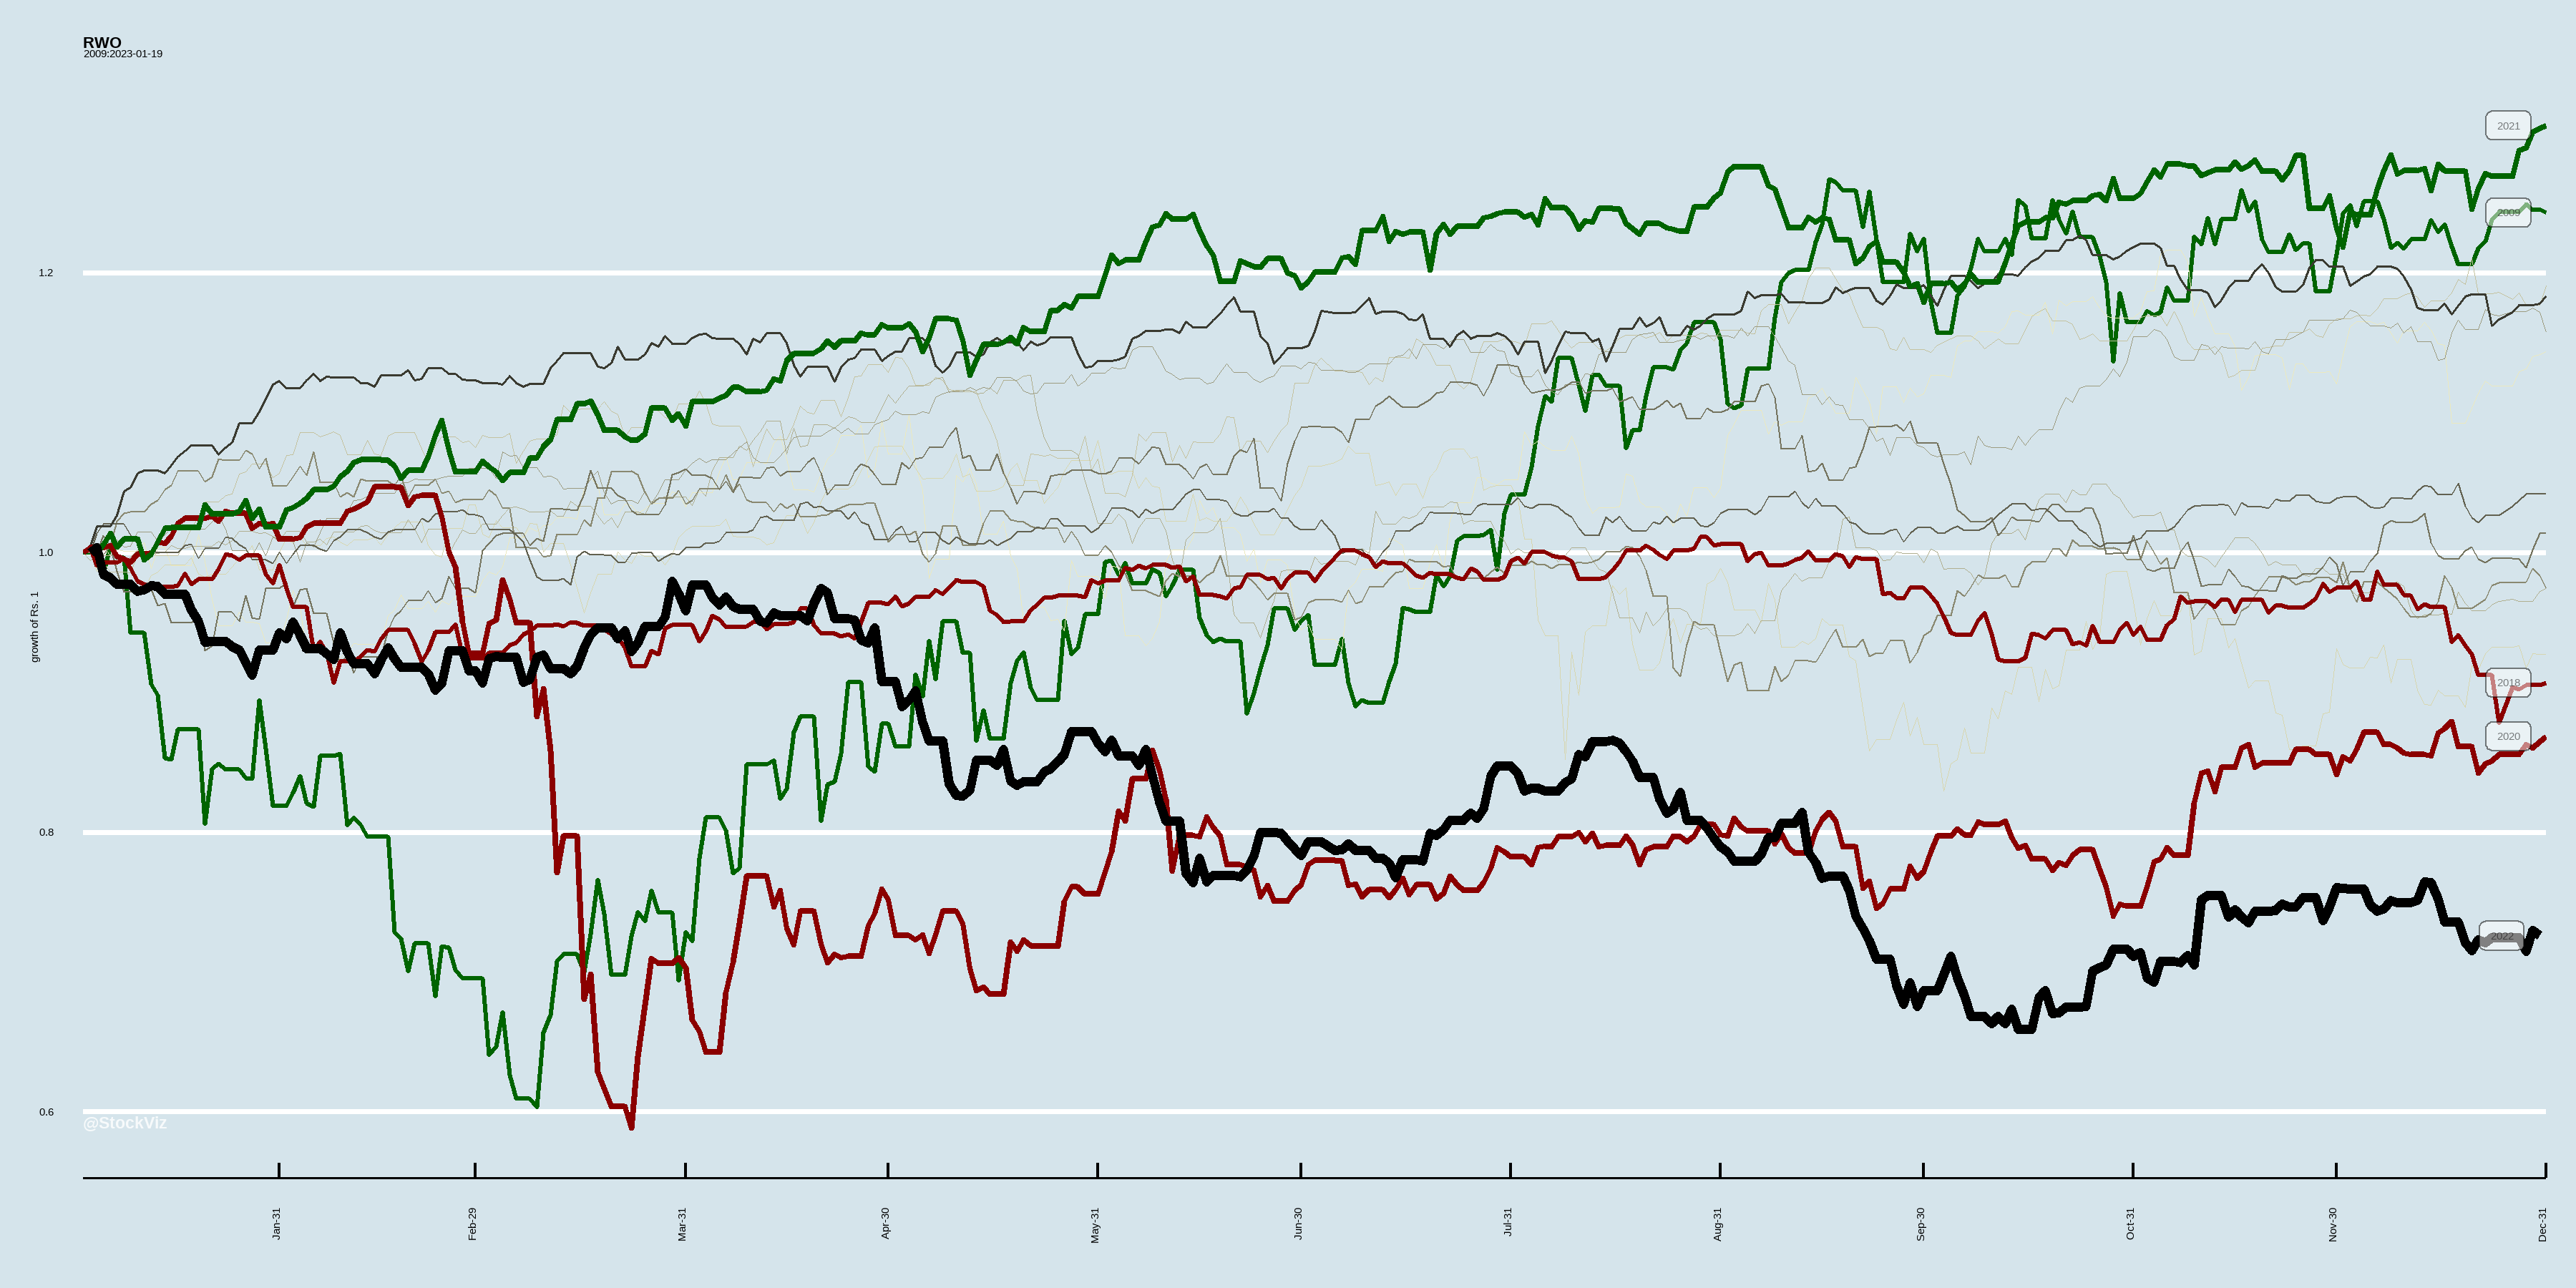 RWO
2009:2023-01-19
2021
2009
1.2
1.0
growth of Rs. 1
2018
2020
0.8
2022
0.6
@StockViz
Jan-31
Feb-29
Mar-31
Apr-30
May-31
Jun-30
Jul-31
Aug-31
Sep-30
Oct-31
Nov-30
Dec-31